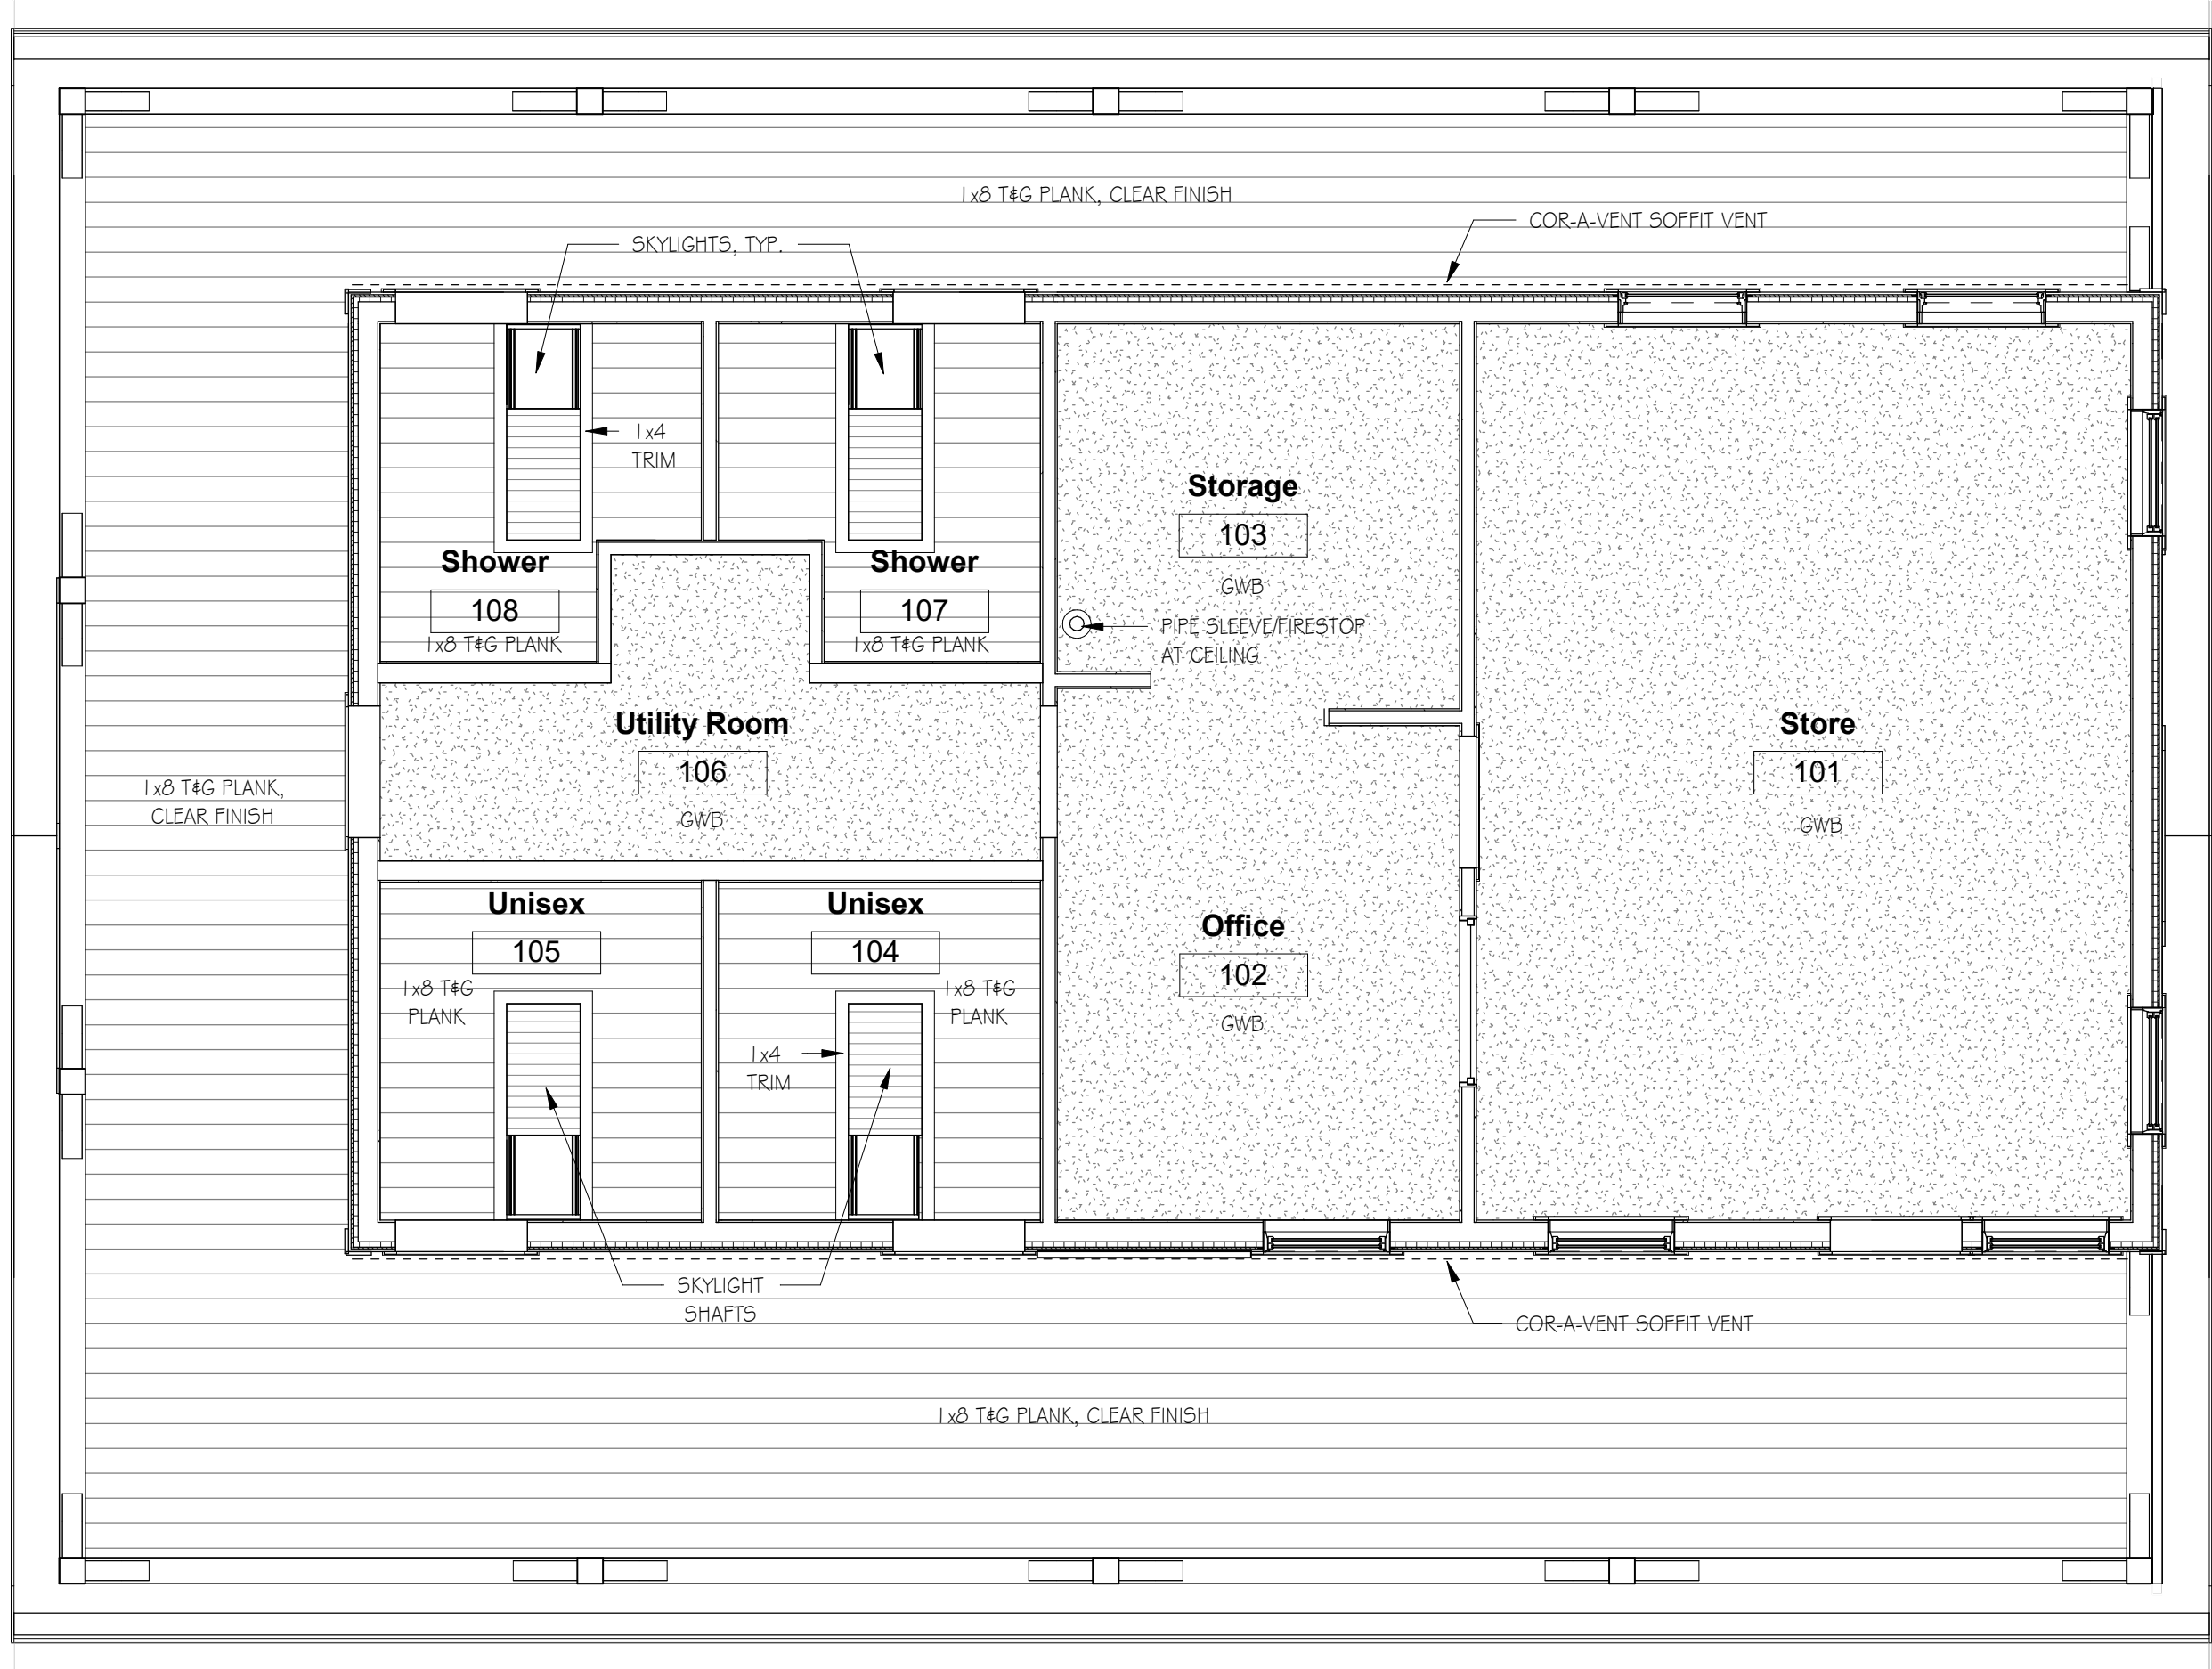 1x8 T&G PLANK, CLEAR FINISH
COR-A-VENT SOFFIT VENT
SKYLIGHTS, TYP.
1x4
TRIM
Storage
103
GWB
Shower
108
1x8 T&G PLANK
Shower
107
1x8 T&G PLANK
PIPE SLEEVE/FIRESTOP
AT CEILING
Utility Room
106
GWB
Store
101
GWB
1x8 T&G PLANK,
CLEAR FINISH
Unisex
105
1x8 T&G
PLANK
Unisex
104
1x8 T&G
PLANK
Office
102
GWB
1x4
TRIM
SKYLIGHT
SHAFTS
COR-A-VENT SOFFIT VENT
1x8 T&G PLANK, CLEAR FINISH